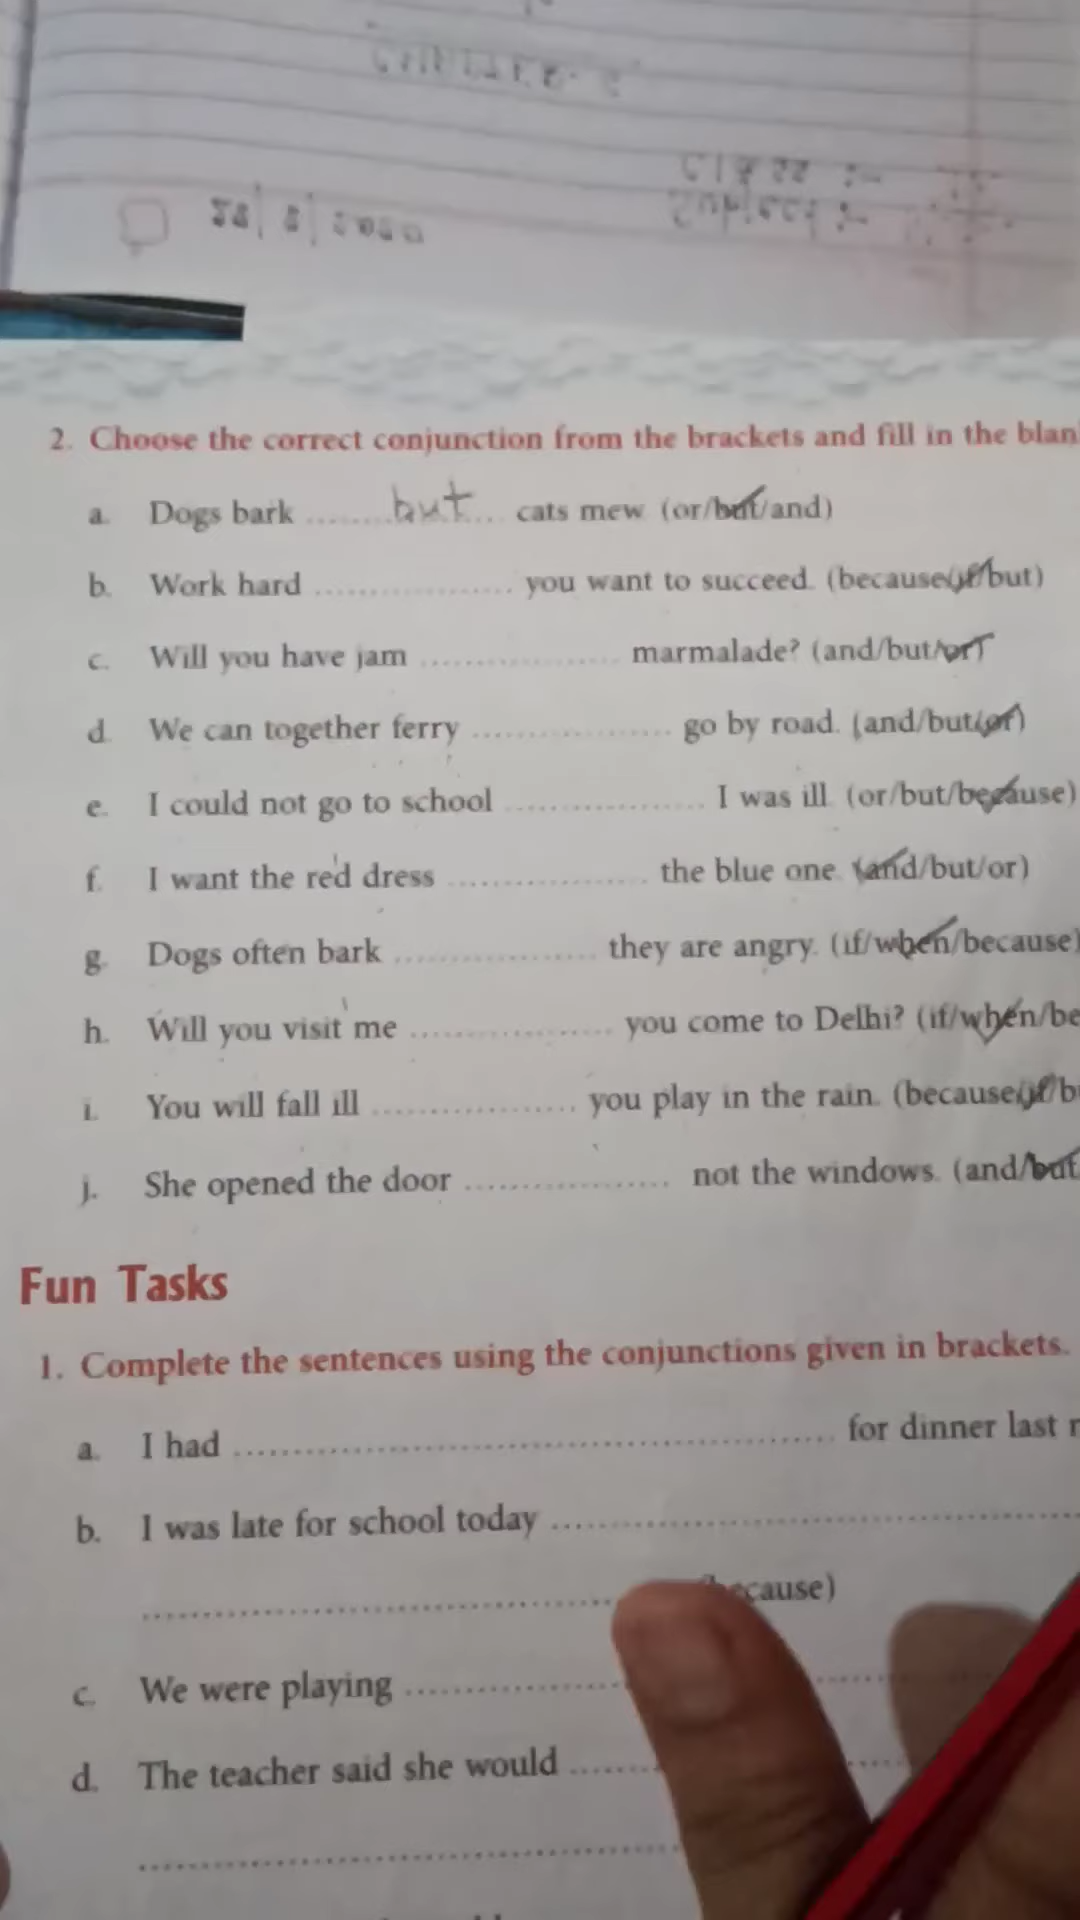 2. Choose the correct conjunction from the brackets and fill in the
a. Dogs bark ......but... cats mew. (or/but/and)
b. Work hard .................. you want to succeed. (because/if/but)
c. Will you have jam .................. marmalade? (and/but/or)
d. We can together ferry .................. go by road. (and/but/or)
e. I could not go to school .................. I was ill. (or/but/because)
f. I want the red dress .................. the blue one. (and/but/or)
g. Dogs often bark .................. they are angry. (if/when/because)
h. Will you visit me .................. you come to Delhi? (if/when/
i. You will fall ill .................. you play in the rain. (because/if/
j. She opened the door .................. not the windows. (and/but
Fun Tasks
1. Complete the sentences using the conjunctions given in brackets.
a. I had .................................................. for dinner last
b. I was late for school today ..................................................
.................................................. because)
c. We were playing ..................................................
d. The teacher said she would ..................
..................................................